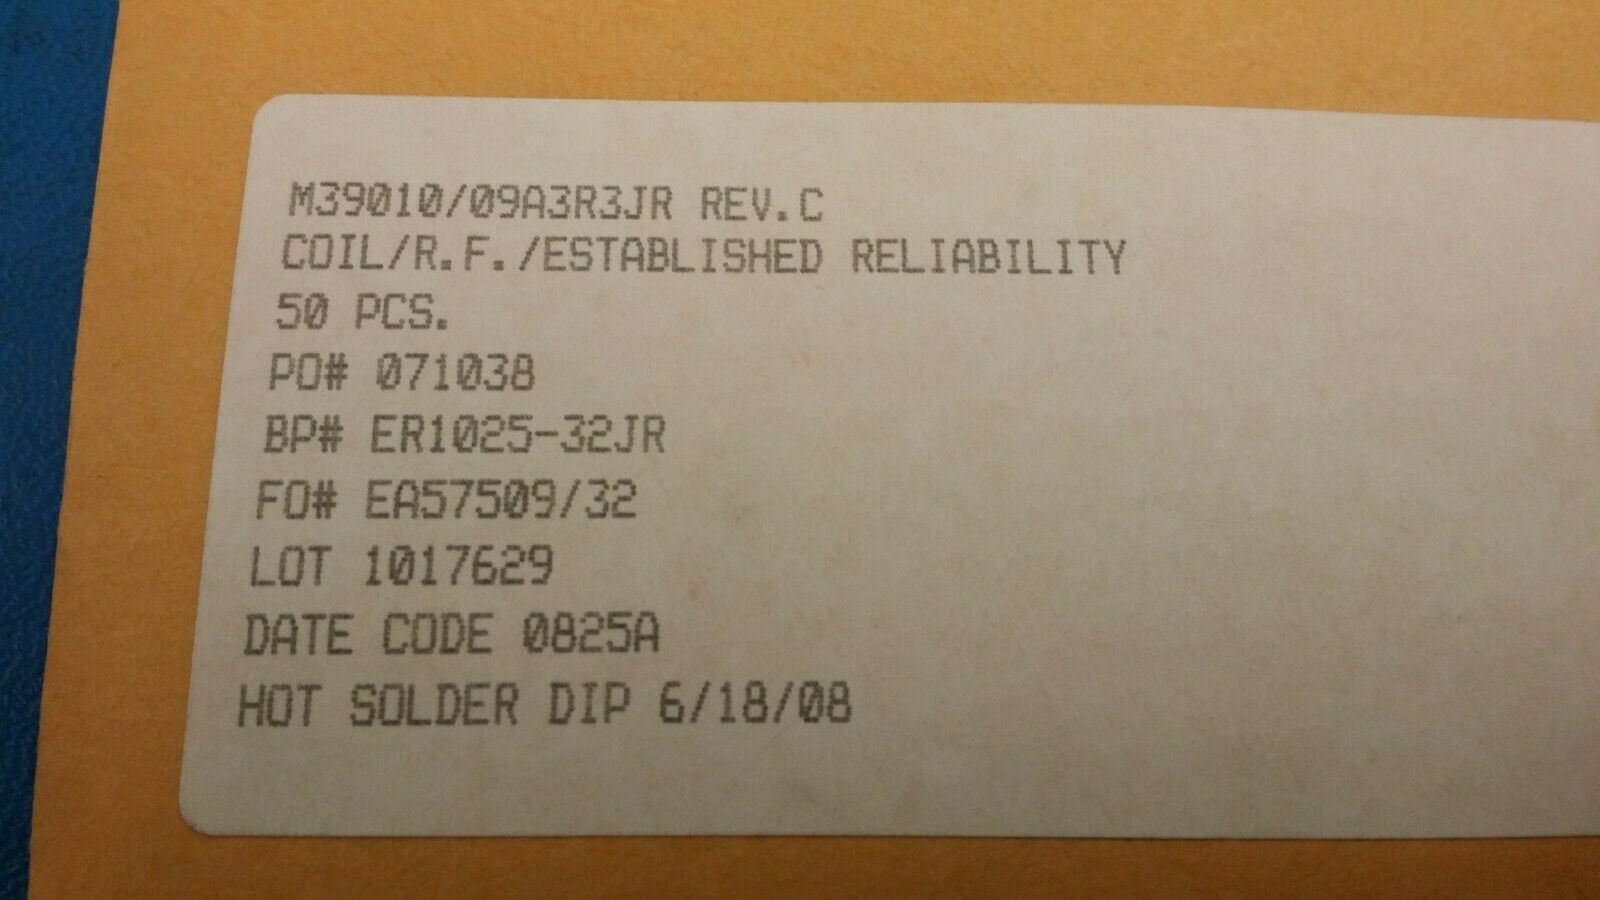 M39010/09A3R3JR REV.C
COIL/R.F./ESTABLISHED RELIABILITY
50 PCS.
PO# 071038
BP# ER1025-32JR
FO# EA57509/32
LOT 1017629
DATE CODE 0825A
HOT SOLDER DIP 6/18/08